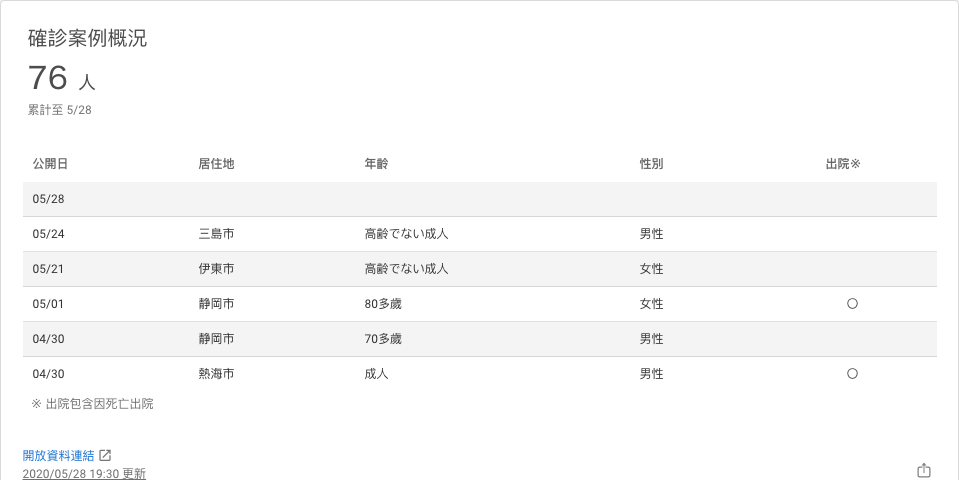 確診案例概況
76 人
累計至 5/28
公開日 居住地 年齡 性別 出院※
05/28
05/24 三島市 高齢でない成人 男性
05/21 伊東市 高齢でない成人 女性
05/01 静岡市 80多歲 女性 ○
04/30 静岡市 70多歲 男性
04/30 熱海市 成人 男性 ○
※ 出院包含因死亡出院
開放資料連結
2020/05/28 19:30 更新